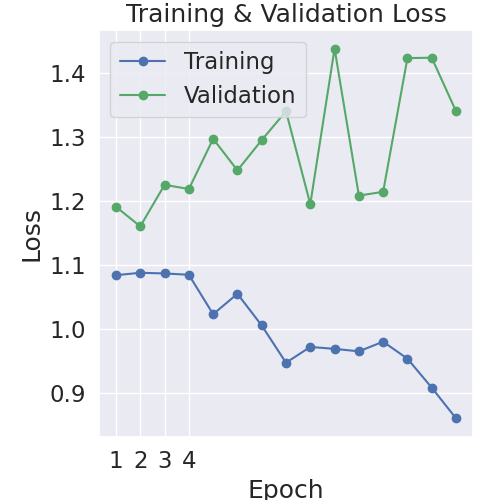 Training & Validation Loss
Training
Validation
1.4
1.3
1.2
1.1
1.0
0.9
Loss
1 2 3 4
Epoch